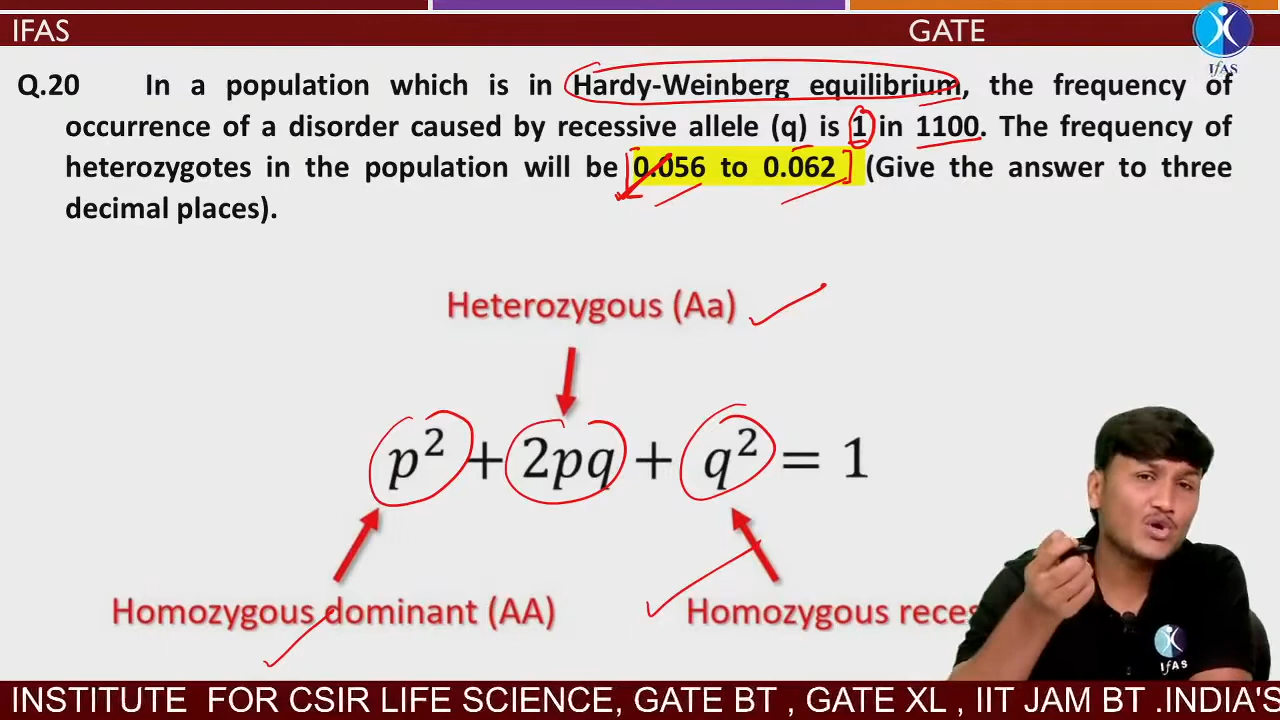 IFAS
GATE
IfAS
Q.20 In a population which is in Hardy-Weinberg equilibrium, the frequency of
occurrence of a disorder caused by recessive allele (q) is 1 in 1100. The frequency of
heterozygotes in the population will be 0.056 to 0.062 (Give the answer to three
decimal places).
Heterozygous (Aa)
p² + 2pq + q² = 1
Homozygous dominant (AA)
Homozygous
IfAS
INSTITUTE FOR CSIR LIFE SCIENCE, GATE BT , GATE XL , IIT JAM BT .INDIA'S